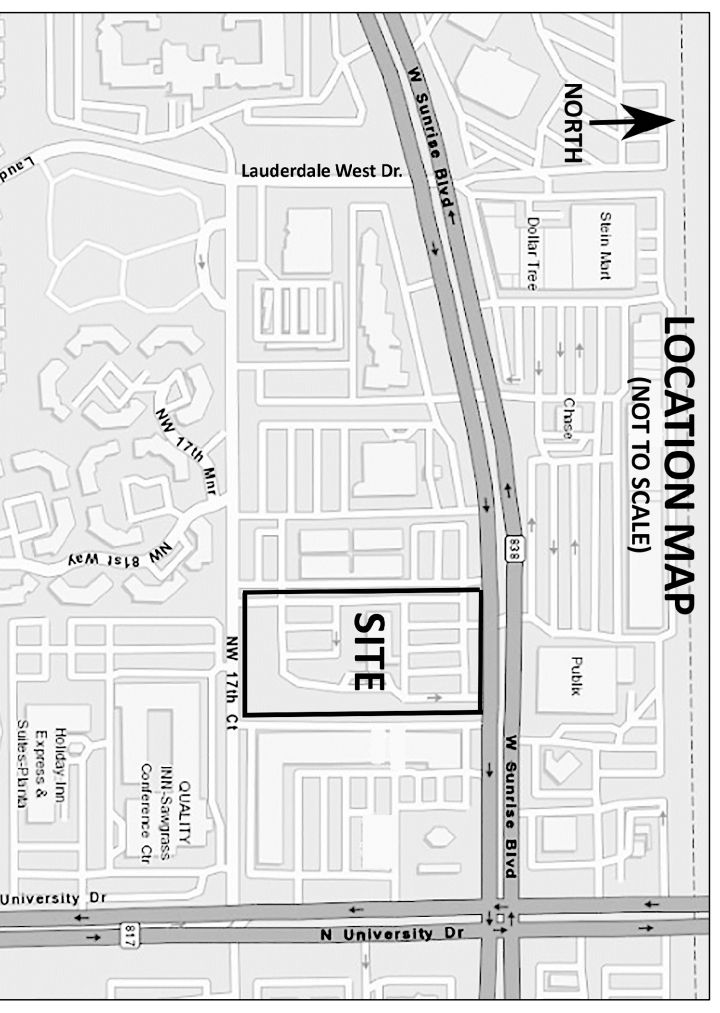 LOCATION MAP
(NOT TO SCALE)
NORTH
W Sunrise Blvd
Lauderdale West Dr.
Laud
Stein Mart
Dollar Tree
Chase
NW 17th Mnr
NW 81st Way
838
SITE
Publix
NW 17th Ct
W Sunrise Blvd
QUALITY
INN-Sawgrass
Conference Ctr
Holiday Inn
Express &
Suites-Planta
University Dr
N University Dr
817